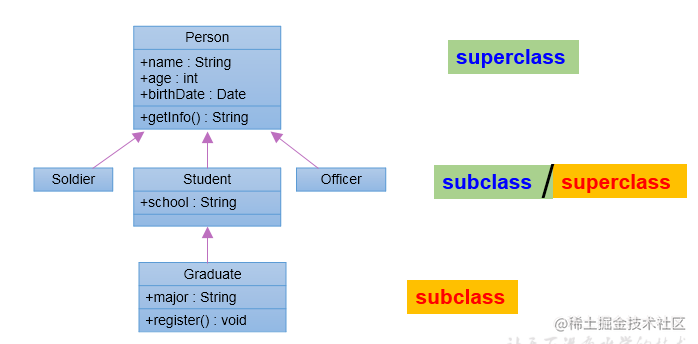 Person
+name : String
+age : int
+birthDate : Date
+getInfo() : String
superclass
Soldier
Student
+school : String
Officer
subclass / superclass
Graduate
+major : String
+register() : void
subclass
@稀土掘金技术社区